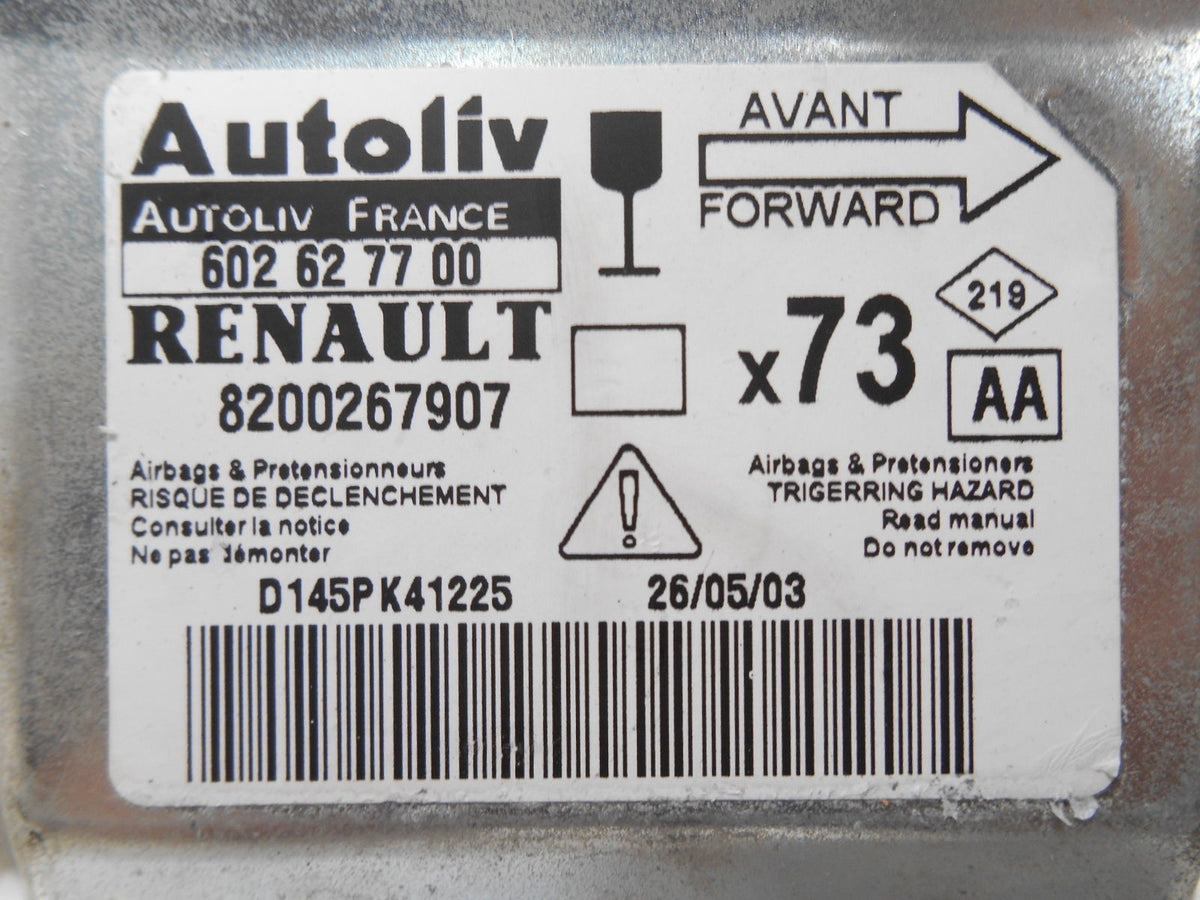 Autoliv
AUTOLIV FRANCE
602 62 77 00
RENAULT
8200267907
AVANT
FORWARD
x73
219
AA
Airbags & Pretensionneurs
RISQUE DE DECLENCHEMENT
Consulter la notice
Ne pas démonter
Airbags & Pretensioners
TRIGERRING HAZARD
Read manual
Do not remove
D145PK41225
26/05/03